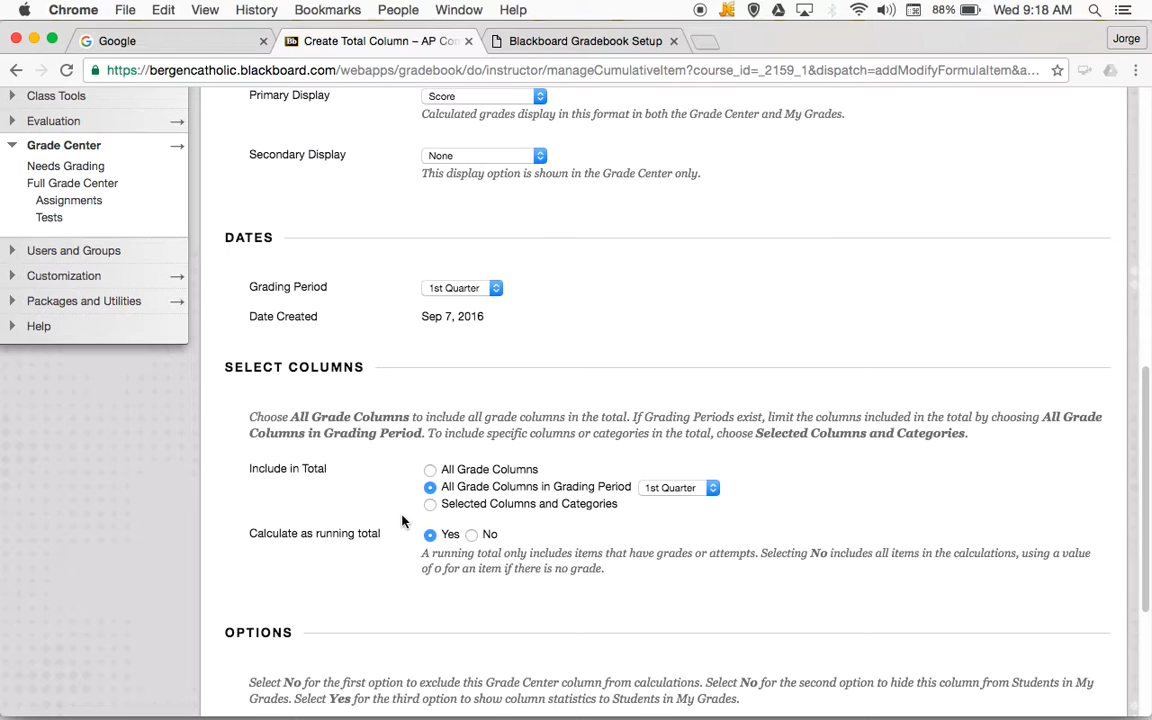 Chrome File Edit View History Bookmarks People Window Help 88% Wed 9:18 AM
Google Create Total Column – AP Con Blackboard Gradebook Setup Jorge
https://bergencatholic.blackboard.com/webapps/gradebook/do/instructor/manageCumulativeItem?course_id=_2159_1&dispatch=addModifyFormulaItem&a...
Class Tools
Evaluation
Grade Center
Needs Grading
Full Grade Center
Assignments
Tests
Users and Groups
Customization
Packages and Utilities
Help
Primary Display Score
Calculated grades display in this format in both the Grade Center and My Grades.
Secondary Display None
This display option is shown in the Grade Center only.
DATES
Grading Period 1st Quarter
Date Created Sep 7, 2016
SELECT COLUMNS
Choose All Grade Columns to include all grade columns in the total. If Grading Periods exist, limit the columns included in the total by choosing All Grade
Columns in Grading Period. To include specific columns or categories in the total, choose Selected Columns and Categories.
Include in Total All Grade Columns
All Grade Columns in Grading Period 1st Quarter
Selected Columns and Categories
Calculate as running total Yes No
A running total only includes items that have grades or attempts. Selecting No includes all items in the calculations, using a value
of 0 for an item if there is no grade.
OPTIONS
Select No for the first option to exclude this Grade Center column from calculations. Select No for the second option to hide this column from Students in My
Grades. Select Yes for the third option to show column statistics to Students in My Grades.